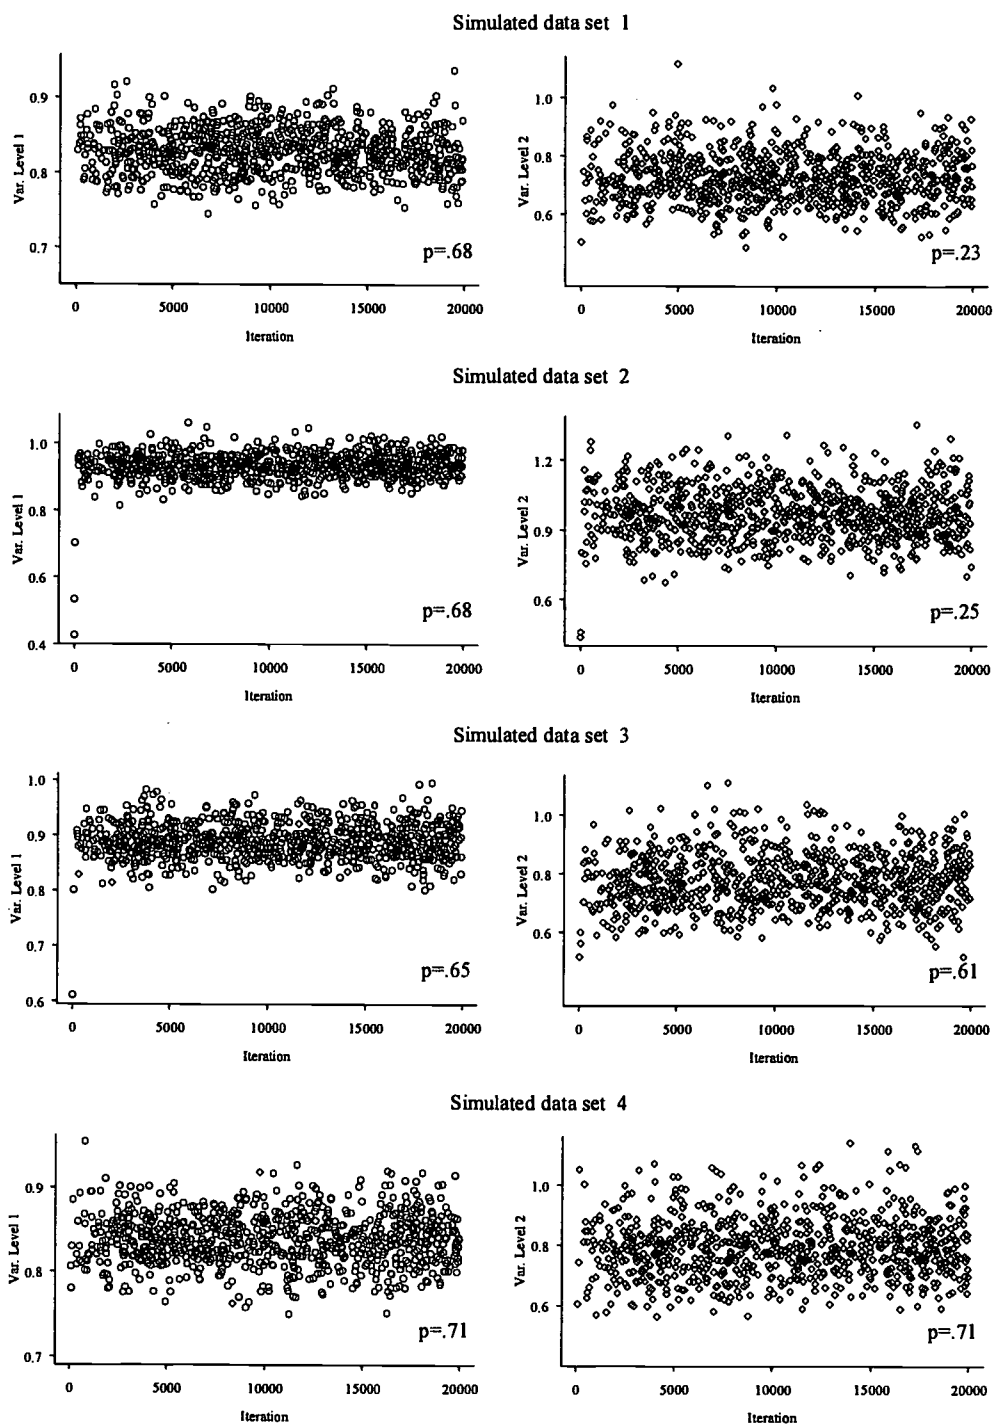 Simulated data set 1
0.9
0.8
0.7
Var. Level 1
p=.68
0 5000 10000 15000 20000
Iteration
1.0
0.8
0.6
Var. Level 2
p=.23
0 5000 10000 15000 20000
Iteration
Simulated data set 2
1.0
0.8
0.6
0.4
Var. Level 1
p=.68
0 5000 10000 15000 20000
Iteration
1.2
0.9
0.6
Var. Level 2
p=.25
0 5000 10000 15000 20000
Iteration
Simulated data set 3
1.0
0.9
0.8
0.7
0.6
Var. Level 1
p=.65
0 5000 10000 15000 20000
Iteration
1.0
0.8
0.6
Var. Level 2
p=.61
0 5000 10000 15000 20000
Iteration
Simulated data set 4
0.9
0.8
0.7
Var. Level 1
p=.71
0 5000 10000 15000 20000
Iteration
1.0
0.8
0.6
Var. Level 2
p=.71
0 5000 10000 15000 20000
Iteration